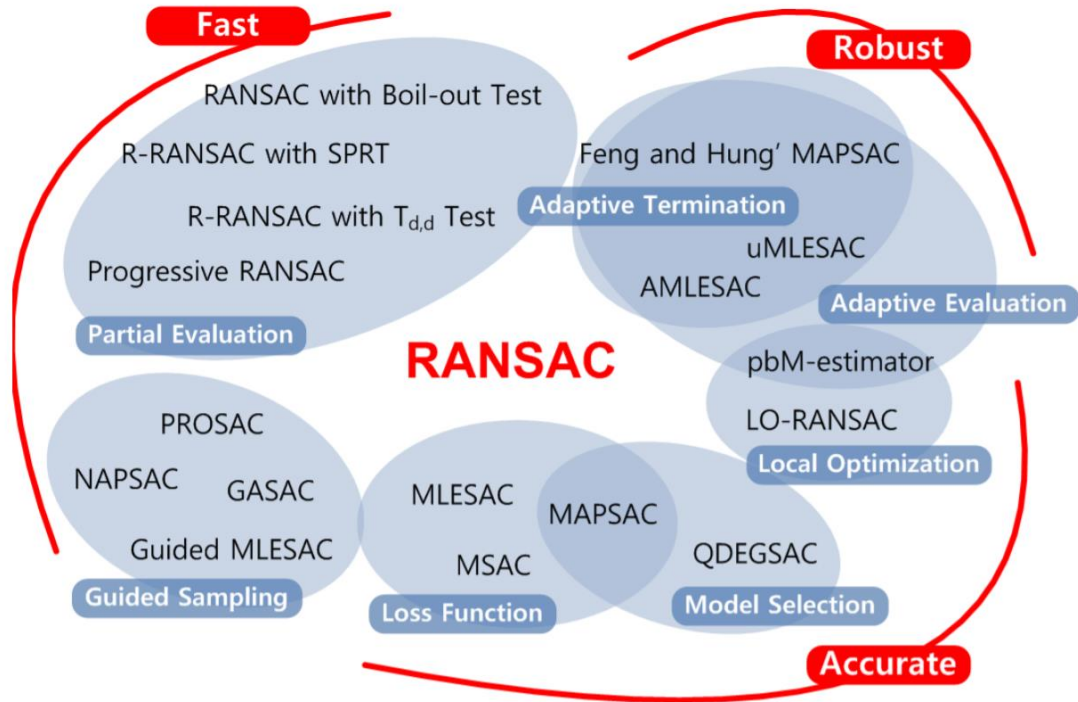 Fast
Robust
RANSAC with Boil-out Test
R-RANSAC with SPRT
R-RANSAC with Td,d Test
Progressive RANSAC
Partial Evaluation
Feng and Hung’ MAPSAC
Adaptive Termination
uMLESAC
AMLESAC
Adaptive Evaluation
RANSAC
pbM-estimator
LO-RANSAC
Local Optimization
PROSAC
NAPSAC
GASAC
Guided MLESAC
Guided Sampling
MLESAC
MAPSAC
MSAC
Loss Function
QDEGSAC
Model Selection
Accurate